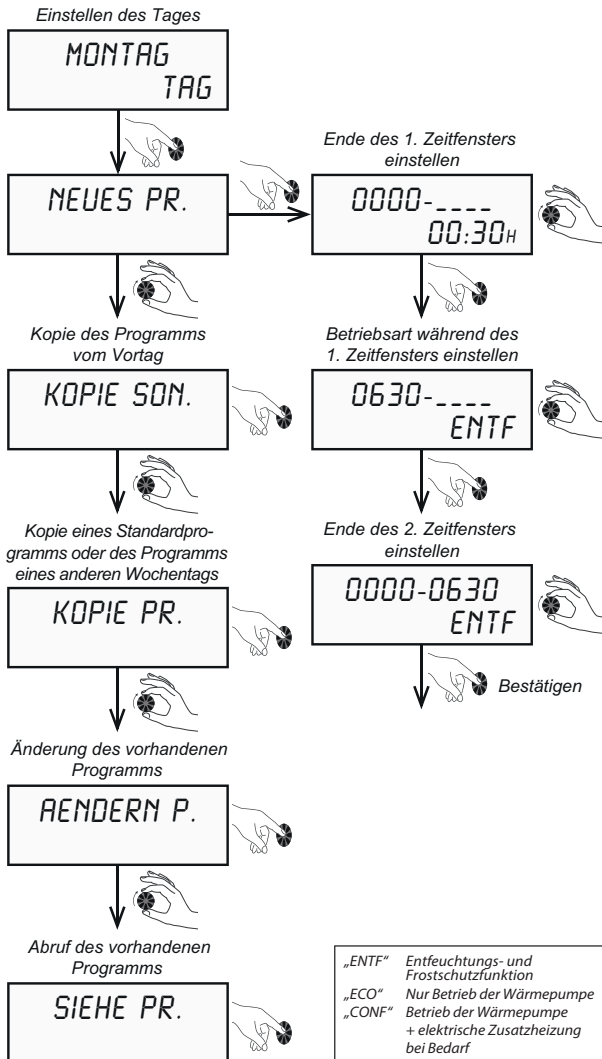 Einstellen des Tages
MONTAG
TAG
NEUES PR.
Kopie des Programms
vom Vortag
KOPIE SON.
Kopie eines Standardpro-
gramms oder des Programms
eines anderen Wochentags
KOPIE PR.
Änderung des vorhandenen
Programms
AENDERN P.
Abruf des vorhandenen
Programms
SIEHE PR.
Ende des 1. Zeitfensters
einstellen
0000-____
00:30H
Betriebsart während des
1. Zeitfensters einstellen
0630-____
ENTF
Ende des 2. Zeitfensters
einstellen
0000-0630
ENTF
Bestätigen
„ENTF“ Entfeuchtungs- und
Frostschutzfunktion
„ECO“ Nur Betrieb der Wärmepumpe
„CONF“ Betrieb der Wärmepumpe
+ elektrische Zusatzheizung
bei Bedarf